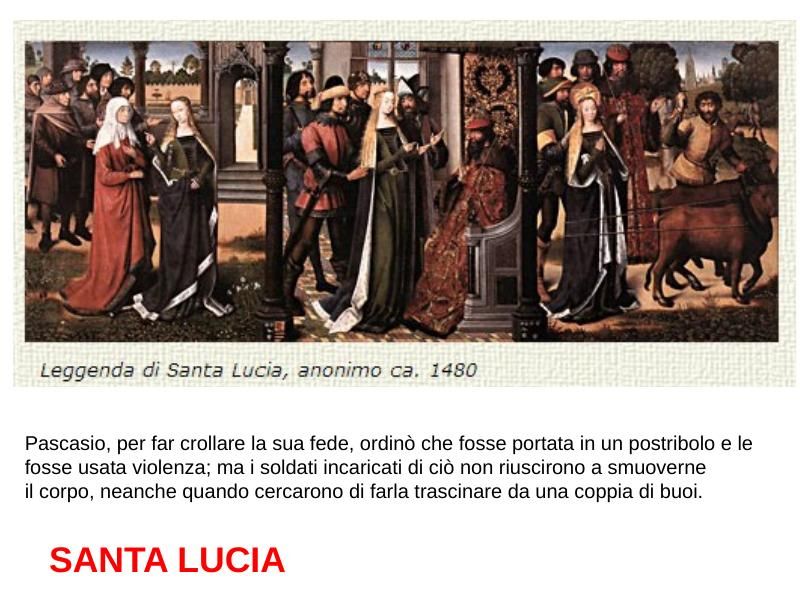 Leggenda di Santa Lucia, anonimo ca. 1480
Pascasio, per far crollare la sua fede, ordinò che fosse portata in un postribolo e le
fosse usata violenza; ma i soldati incaricati di ciò non riuscirono a smuoverne
il corpo, neanche quando cercarono di farla trascinare da una coppia di buoi.
SANTA LUCIA